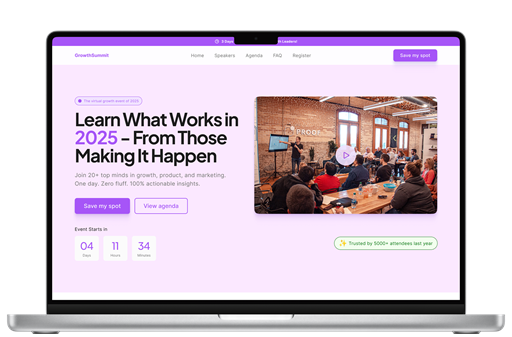 3 Days
Leaders!
GrowthSummit
Home
Speakers
Agenda
FAQ
Register
Save my spot
The virtual growth event of 2025
Learn What Works in
2025 – From Those
Making It Happen
Join 20+ top minds in growth, product, and marketing.
One day. Zero fluff. 100% actionable insights.
Save my spot
View agenda
PROOF
Event Starts in
04
11
34
Days
Hours
Minutes
✨ Trusted by 5000+ attendees last year